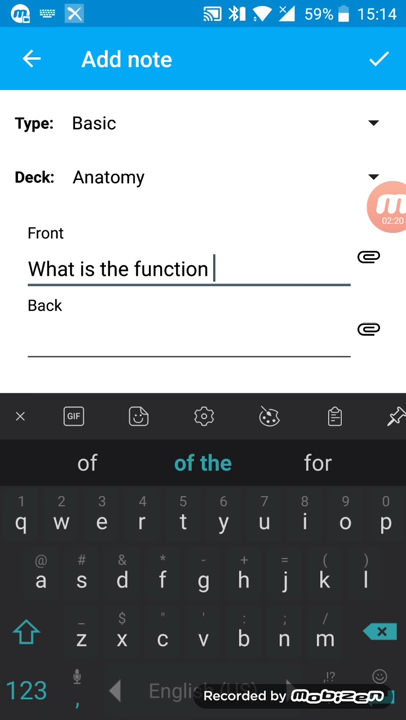 59% 15:14
Add note
Type: Basic
Deck: Anatomy
02:20
Front
What is the function
Back
GIF
of of the for
1 2 3 4 5 6 7 8 9 0
q w e r t y u i o p
@ # & * - + = ( )
a s d f g h j k l
_ $ " ' : ; /
z x c v b n m
123 , English (US) ,!?
Recorded by mobizen